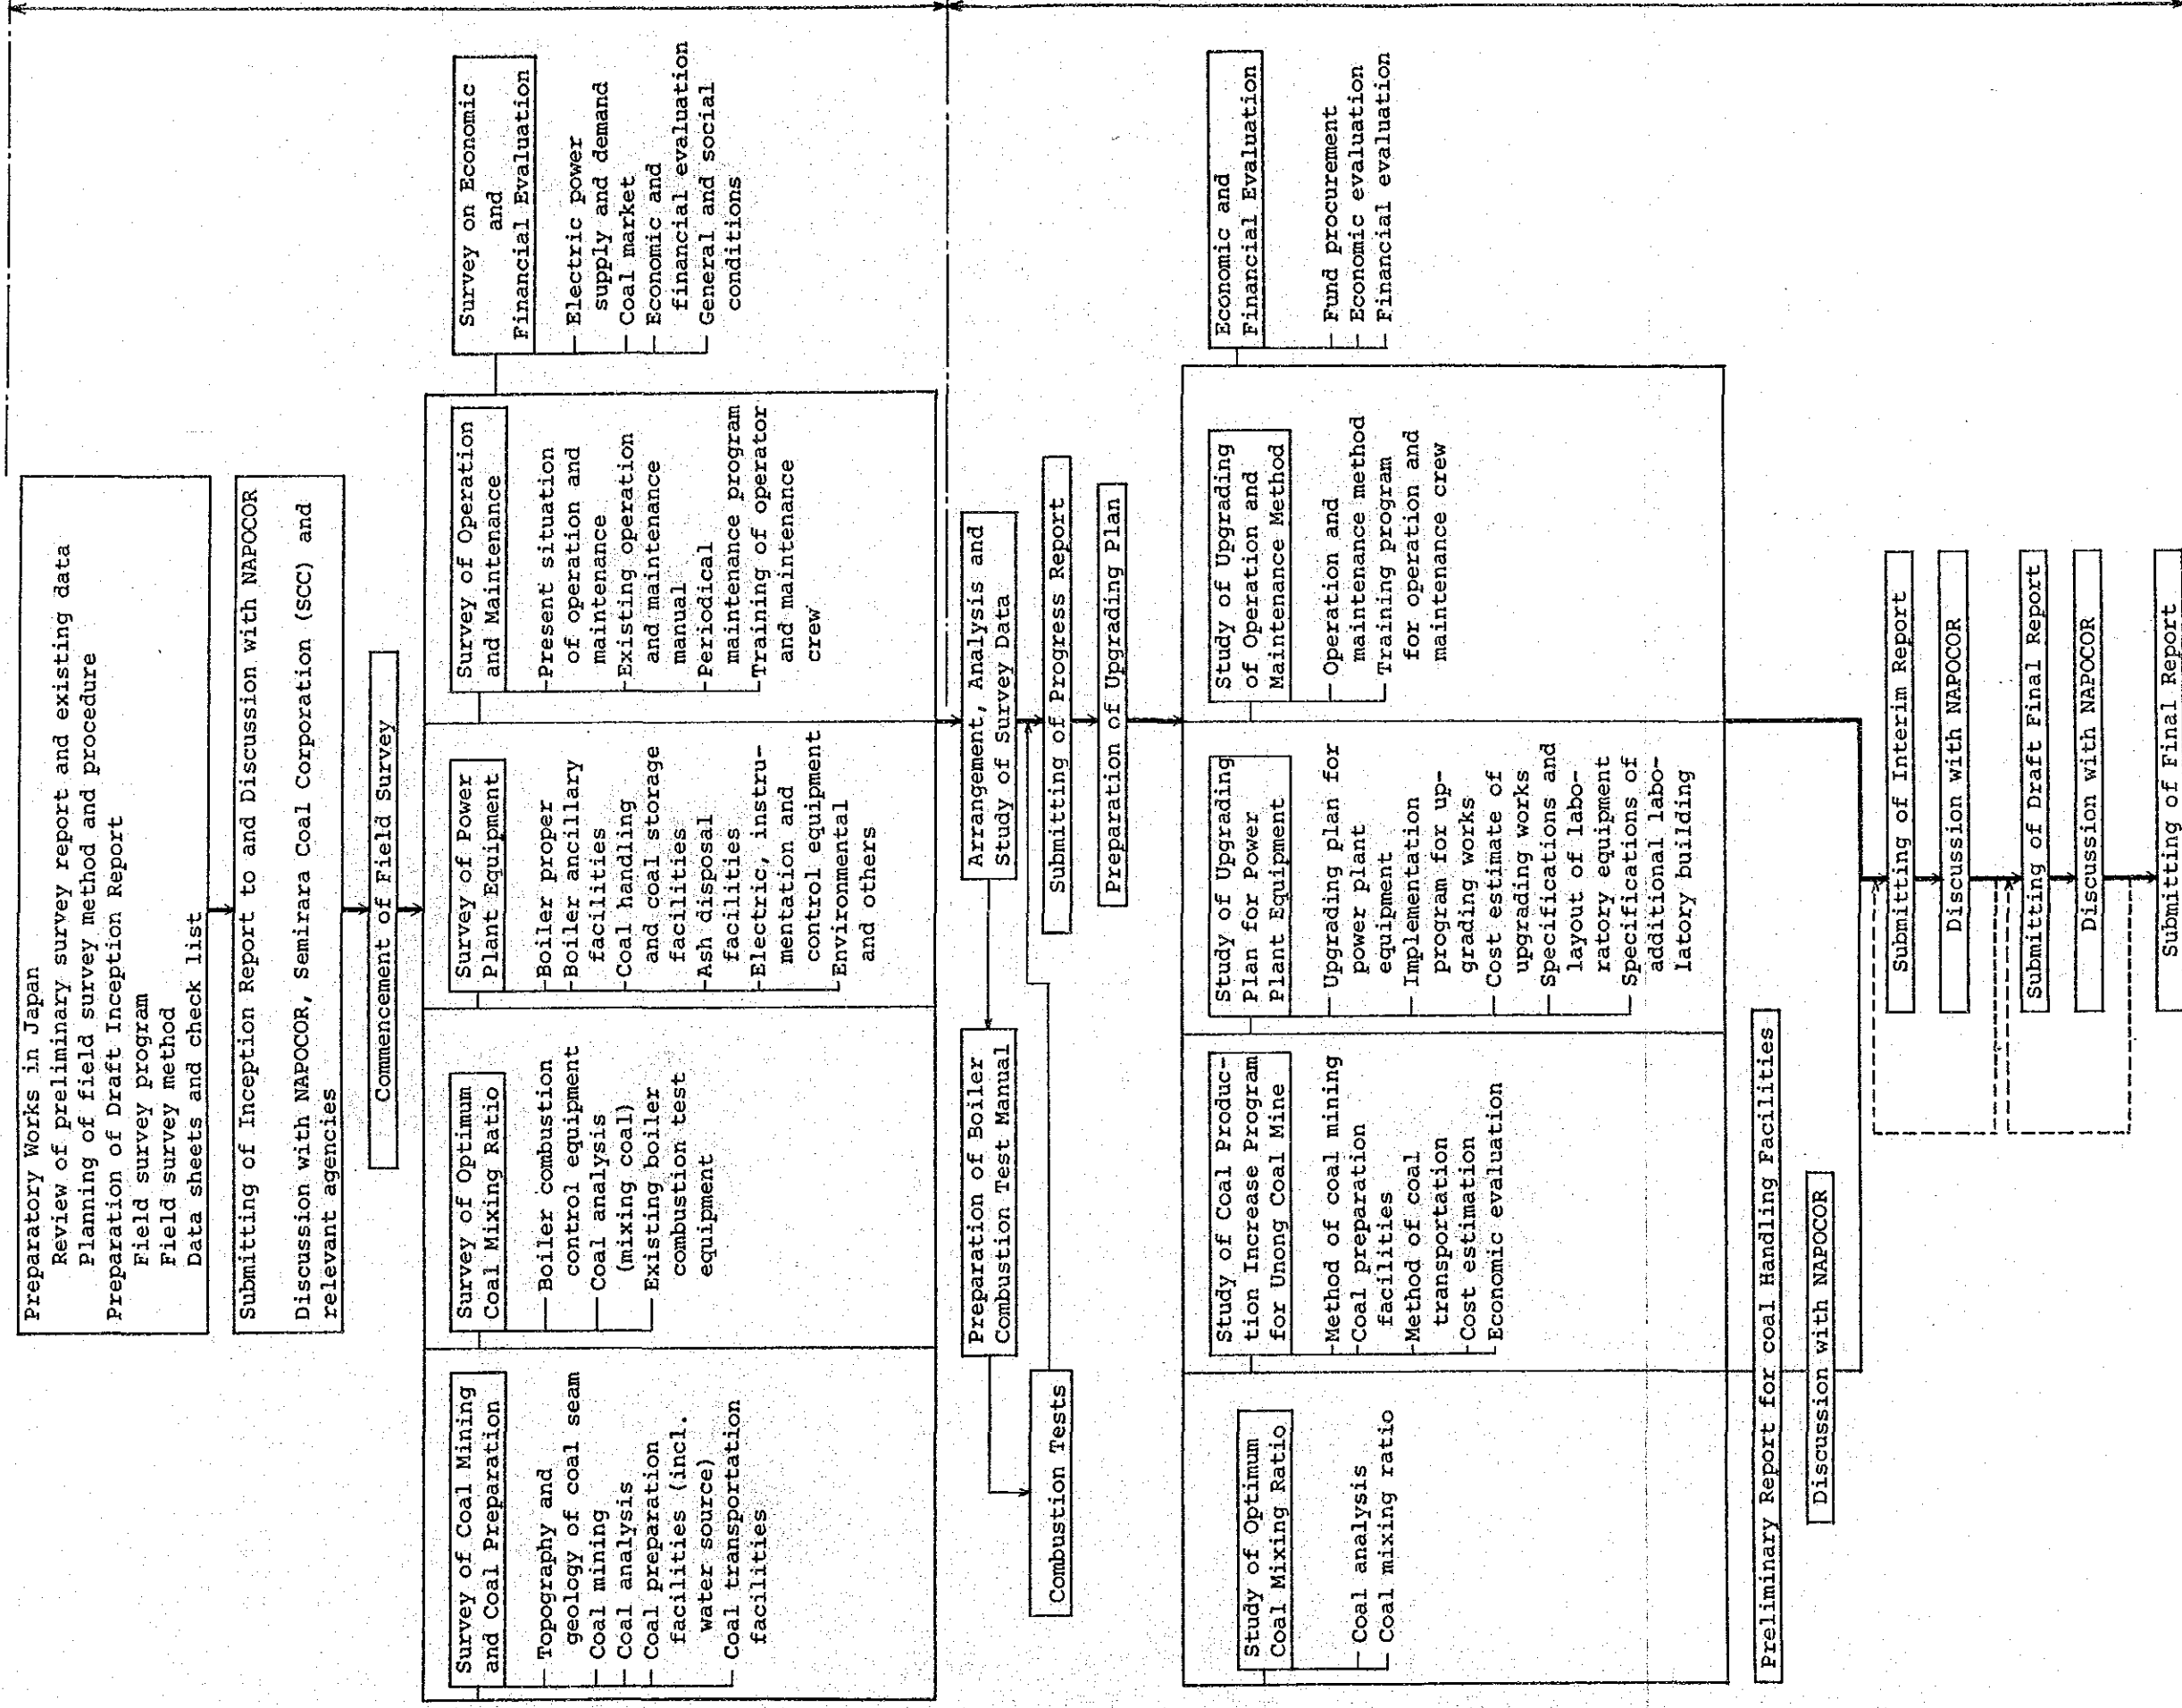 Preparatory Works in Japan
Review of preliminary survey report and existing data
Planning of field survey method and procedure
Preparation of Draft Inception Report
Field survey program
Field survey method
Data sheets and check list
Submitting of Inception Report to and Discussion with NAPOCOR
Discussion with NAPOCOR, Semirara Coal Corporation (SCC) and
relevant agencies
Commencement of Field Survey
Survey of Coal Mining
and Coal Preparation
Topography and
geology of coal seam
Coal mining
Coal analysis
Coal preparation
facilities (incl.
water source)
Coal transportation
facilities
Survey of Optimum
Coal Mixing Ratio
Boiler combustion
control equipment
Coal analysis
(mixing coal)
Existing boiler
combustion test
equipment
Survey of Power
Plant Equipment
Boiler proper
Boiler ancillary
facilities
Coal handling
and coal storage
facilities
Ash disposal
facilities
Electric, instru-
mentation and
control equipment
Environmental
and others
Survey of Operation
and Maintenance
Present situation
of operation and
maintenance
Existing operation
and maintenance
manual
Periodical
maintenance program
Training of operator
and maintenance
crew
Survey on Economic
and
Financial Evaluation
Electric power
supply and demand
Coal market
Economic and
financial evaluation
General and social
conditions
Arrangement, Analysis and
Study of Survey Data
Preparation of Boiler
Combustion Test Manual
Combustion Tests
Submitting of Progress Report
Preparation of Upgrading Plan
Study of Optimum
Coal Mixing Ratio
Coal analysis
Coal mixing ratio
Study of Coal Produc-
tion Increase Program
for Unong Coal Mine
Method of coal mining
Coal preparation
facilities
Method of coal
transportation
Cost estimation
Economic evaluation
Study of Upgrading
Plan for Power
Plant Equipment
Upgrading plan for
power plant
equipment
Implementation
program for up-
grading works
Cost estimate of
upgrading works
Specifications and
layout of labo-
ratory equipment
Specifications of
additional labo-
latory building
Study of Upgrading
of Operation and
Maintenance Method
Operation and
maintenance method
Training program
for operation and
maintenance crew
Economic and
Financial Evaluation
Fund procurement
Economic evaluation
Financial evaluation
Preliminary Report for coal Handling Facilities
Discussion with NAPOCOR
Submitting of Interim Report
Discussion with NAPOCOR
Submitting of Draft Final Report
Discussion with NAPOCOR
Submitting of Final Report